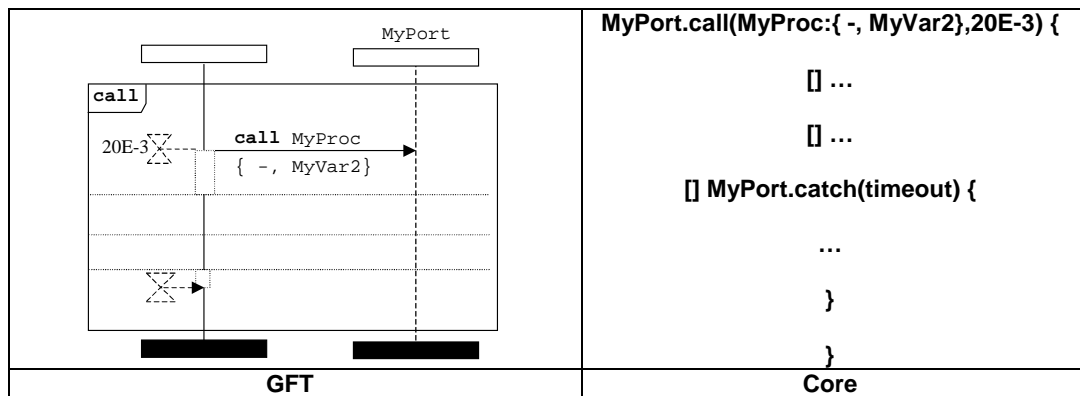 MyPort
call
20E-3
call MyProc
{ -, MyVar2}
MyPort.call(MyProc:{ -, MyVar2},20E-3) {
[] …
[] …
[] MyPort.catch(timeout) {
…
}
}
GFT
Core